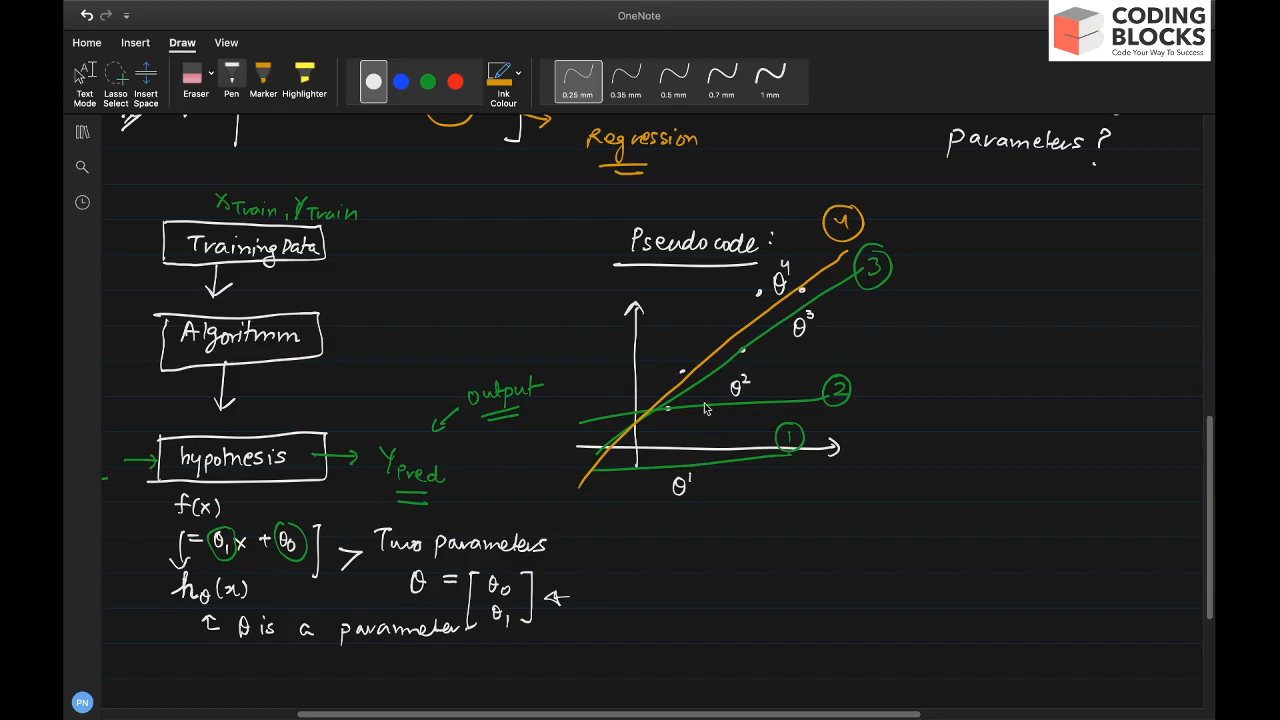 OneNote
CODING
BLOCKS
Code Your Way To Success
Home Insert Draw View
Text Mode
Lasso Select
Insert Space
Eraser
Pen
Marker
Highlighter
Ink Colour
0.25 mm
0.35 mm
0.5 mm
0.7 mm
1 mm
Regression
Parameters?
XTrain, YTrain
Training Data
Algorithm
hypothesis
output
YPred
f(x)
= θ₁x + θ₀
hθ(x)
θ is a parameter
Two parameters
θ = [θ₀
θ₁]
Pseudocode:
4
θ⁴
3
θ³
θ²
2
1
θ¹
PN